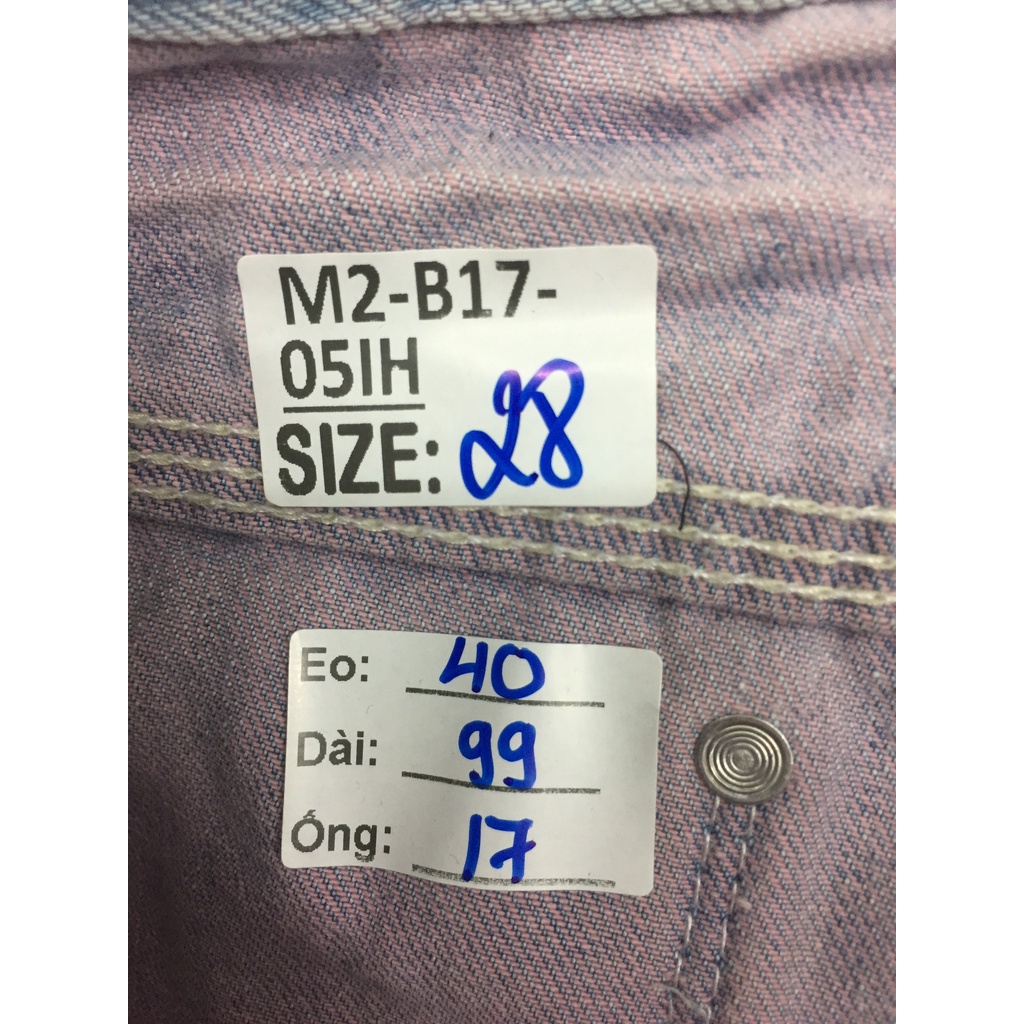 M2-B17-
05IH
SIZE: 28
Eo: 40
Dài: 99
Ống: 17